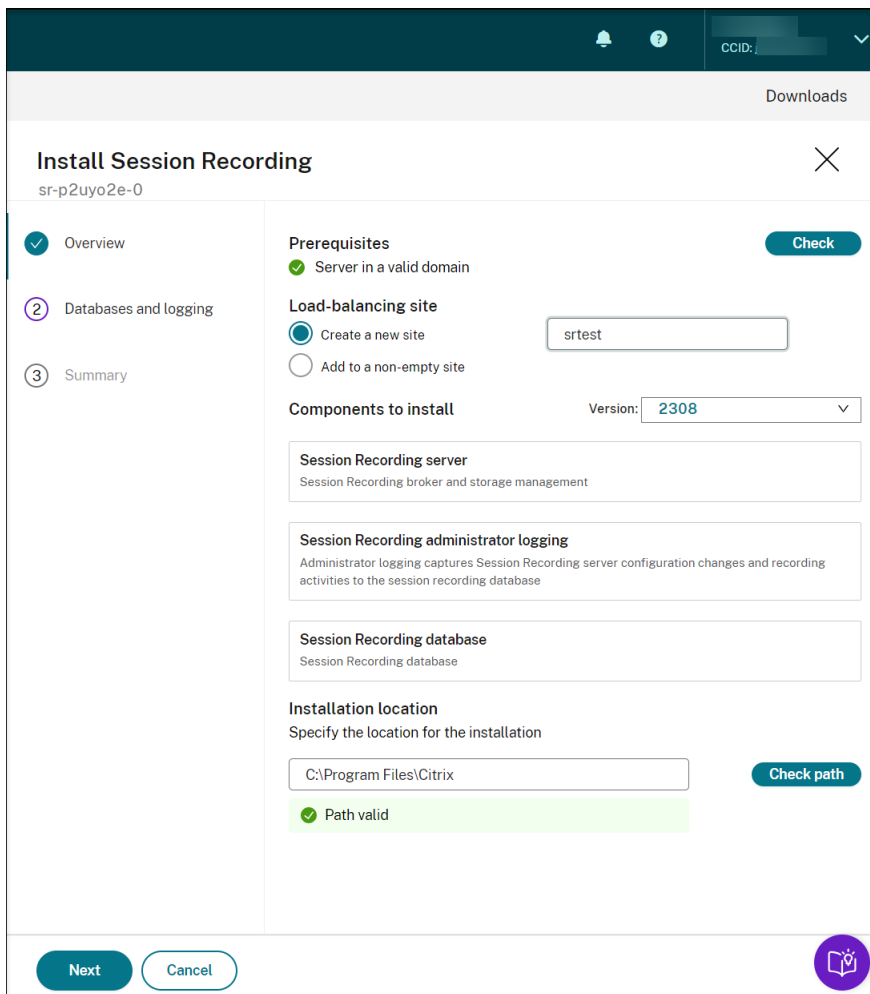 CCID:
Downloads
Install Session Recording
sr-p2uyo2e-0
Overview
2
Databases and logging
3
Summary
Prerequisites
Check
Server in a valid domain
Load-balancing site
Create a new site
srtest
Add to a non-empty site
Components to install
Version:
2308
Session Recording server
Session Recording broker and storage management
Session Recording administrator logging
Administrator logging captures Session Recording server configuration changes and recording
activities to the session recording database
Session Recording database
Session Recording database
Installation location
Specify the location for the installation
C:\Program Files\Citrix
Check path
Path valid
Next
Cancel